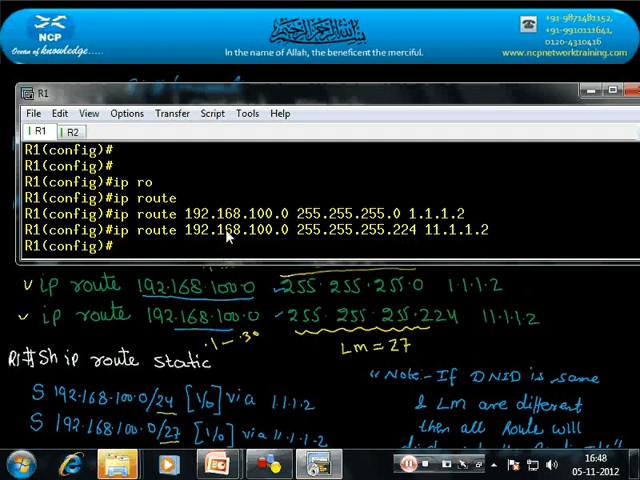 NCP
Ocean of knowledge...
بسم الله الرحمن الرحيم
In the name of Allah, the beneficent the merciful.
+91-9871481152,
+91-9910111641,
0120-4310416
www.ncpnetworktraining.com
R1
File Edit View Options Transfer Script Tools Help
R1 R2
R1(config)#
R1(config)#
R1(config)#ip ro
R1(config)#ip route
R1(config)#ip route 192.168.100.0 255.255.255.0 1.1.1.2
R1(config)#ip route 192.168.100.0 255.255.255.224 11.1.1.2
R1(config)#
ip route 192.168.100.0 255.255.255.0 1.1.1.2
ip route 192.168.100.0 255.255.255.224 11.1.1.2
.1 - .30
Lm = 27
R1#Sh ip route static
S 192.168.100.0/24 [1/0] via 1.1.1.2
S 192.168.100.0/27 [1/0] via 11.1.1.2
"Note:- If DNID is same
& LM are different
then all Route will
16:48
05-11-2012